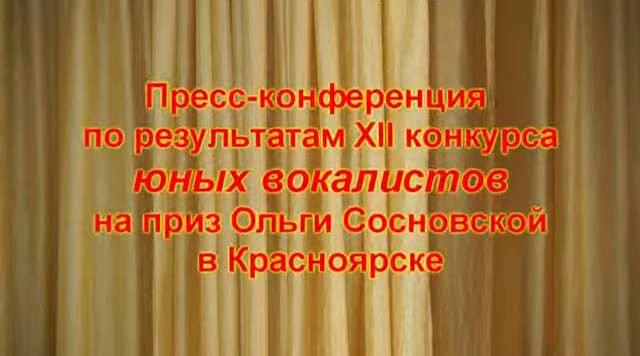 Пресс-конференция
по результатам XII конкурса
юных вокалистов
на приз Ольги Сосновской
в Красноярске